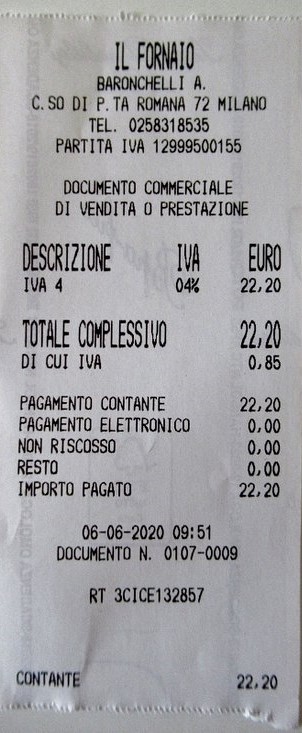 IL FORNAIO
BARONCHELLI A.
C.SO DI P.TA ROMANA 72 MILANO
TEL. 0258318535
PARTITA IVA 12999500155
DOCUMENTO COMMERCIALE
DI VENDITA O PRESTAZIONE
DESCRIZIONE IVA EURO
IVA 4 04% 22,20
TOTALE COMPLESSIVO 22,20
DI CUI IVA 0,85
PAGAMENTO CONTANTE 22,20
PAGAMENTO ELETTRONICO 0,00
NON RISCOSSO 0,00
RESTO 0,00
IMPORTO PAGATO 22,20
06-06-2020 09:51
DOCUMENTO N. 0107-0009
RT 3CICE132857
CONTANTE 22,20